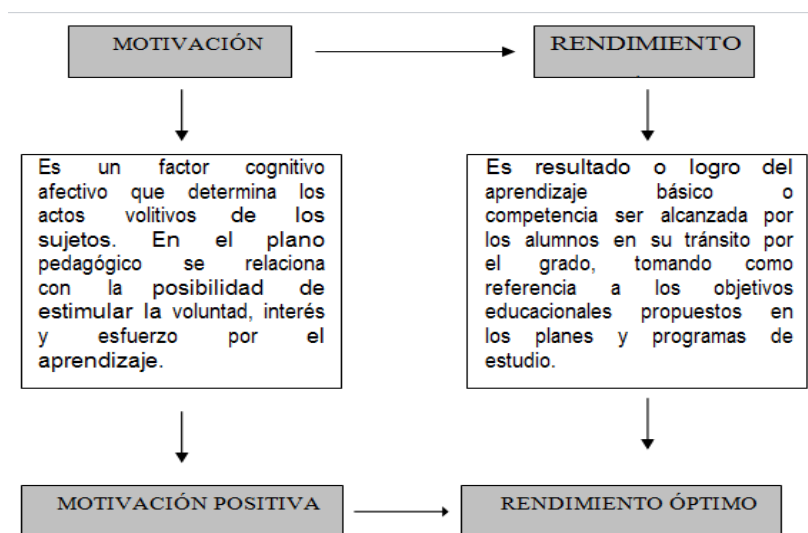 MOTIVACIÓN
RENDIMIENTO
Es un factor cognitivo
afectivo que determina los
actos volitivos de los
sujetos. En el plano
pedagógico se relaciona
con la posibilidad de
estimular la voluntad, interés
y esfuerzo por el
aprendizaje.
Es resultado o logro del
aprendizaje básico o
competencia ser alcanzada por
los alumnos en su tránsito por
el grado, tomando como
referencia a los objetivos
educacionales propuestos en
los planes y programas de
estudio.
MOTIVACIÓN POSITIVA
RENDIMIENTO ÓPTIMO